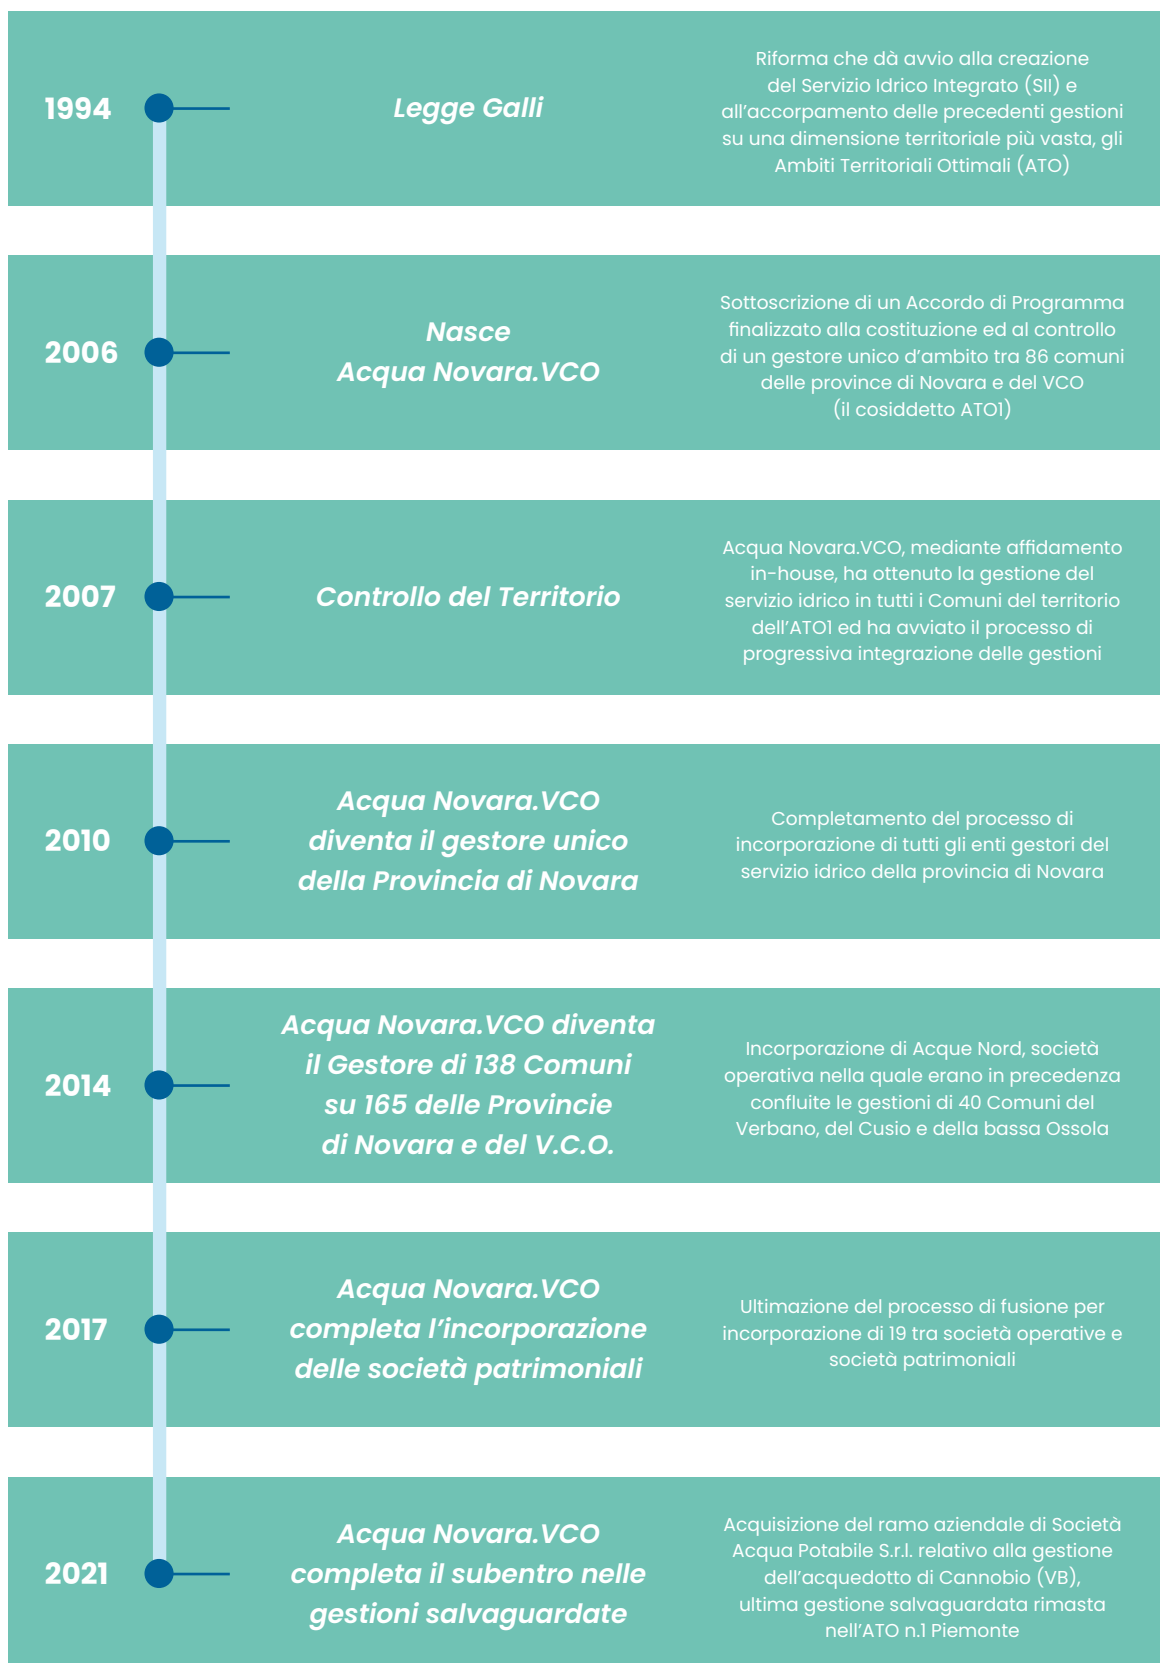 1994
Legge Galli
Riforma che dà avvio alla creazione
del Servizio Idrico Integrato (SII) e
all'accorpamento delle precedenti gestioni
su una dimensione territoriale più vasta, gli
Ambiti Territoriali Ottimali (ATO)
2006
Nasce
Acqua Novara.VCO
Sottoscrizione di un Accordo di Programma
finalizzato alla costituzione ed al controllo
di un gestore unico d'ambito tra 86 comuni
delle province di Novara e del VCO
(il cosiddetto ATO1)
2007
Controllo del Territorio
Acqua Novara.VCO, mediante affidamento
in-house, ha ottenuto la gestione del
servizio idrico in tutti i Comuni del territorio
dell'ATO1 ed ha avviato il processo di
progressiva integrazione delle gestioni
2010
Acqua Novara.VCO
diventa il gestore unico
della Provincia di Novara
Completamento del processo di
incorporazione di tutti gli enti gestori del
servizio idrico della provincia di Novara
2014
Acqua Novara.VCO diventa
il Gestore di 138 Comuni
su 165 delle Provincie
di Novara e del V.C.O.
Incorporazione di Acque Nord, società
operativa nella quale erano in precedenza
confluite le gestioni di 40 Comuni del
Verbano, del Cusio e della bassa Ossola
2017
Acqua Novara.VCO
completa l'incorporazione
delle società patrimoniali
Ultimazione del processo di fusione per
incorporazione di 19 tra società operative e
società patrimoniali
2021
Acqua Novara.VCO
completa il subentro nelle
gestioni salvaguardate
Acquisizione del ramo aziendale di Società
Acqua Potabile S.r.l. relativo alla gestione
dell'acquedotto di Cannobio (VB),
ultima gestione salvaguardata rimasta
nell'ATO n.1 Piemonte